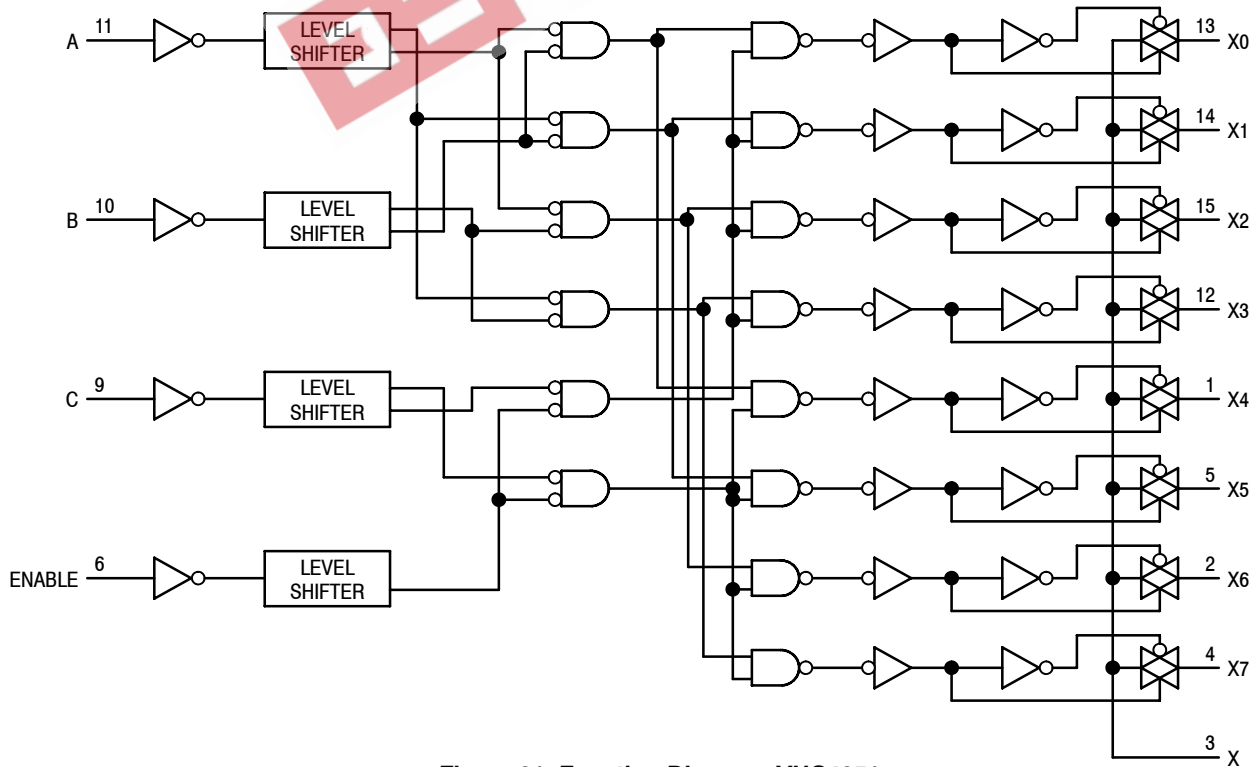 A 11 LEVEL SHIFTER 13 X0
14 X1
B 10 LEVEL SHIFTER 15 X2
12 X3
C 9 LEVEL SHIFTER 1 X4
5 X5
ENABLE 6 LEVEL SHIFTER 2 X6
4 X7
3 X